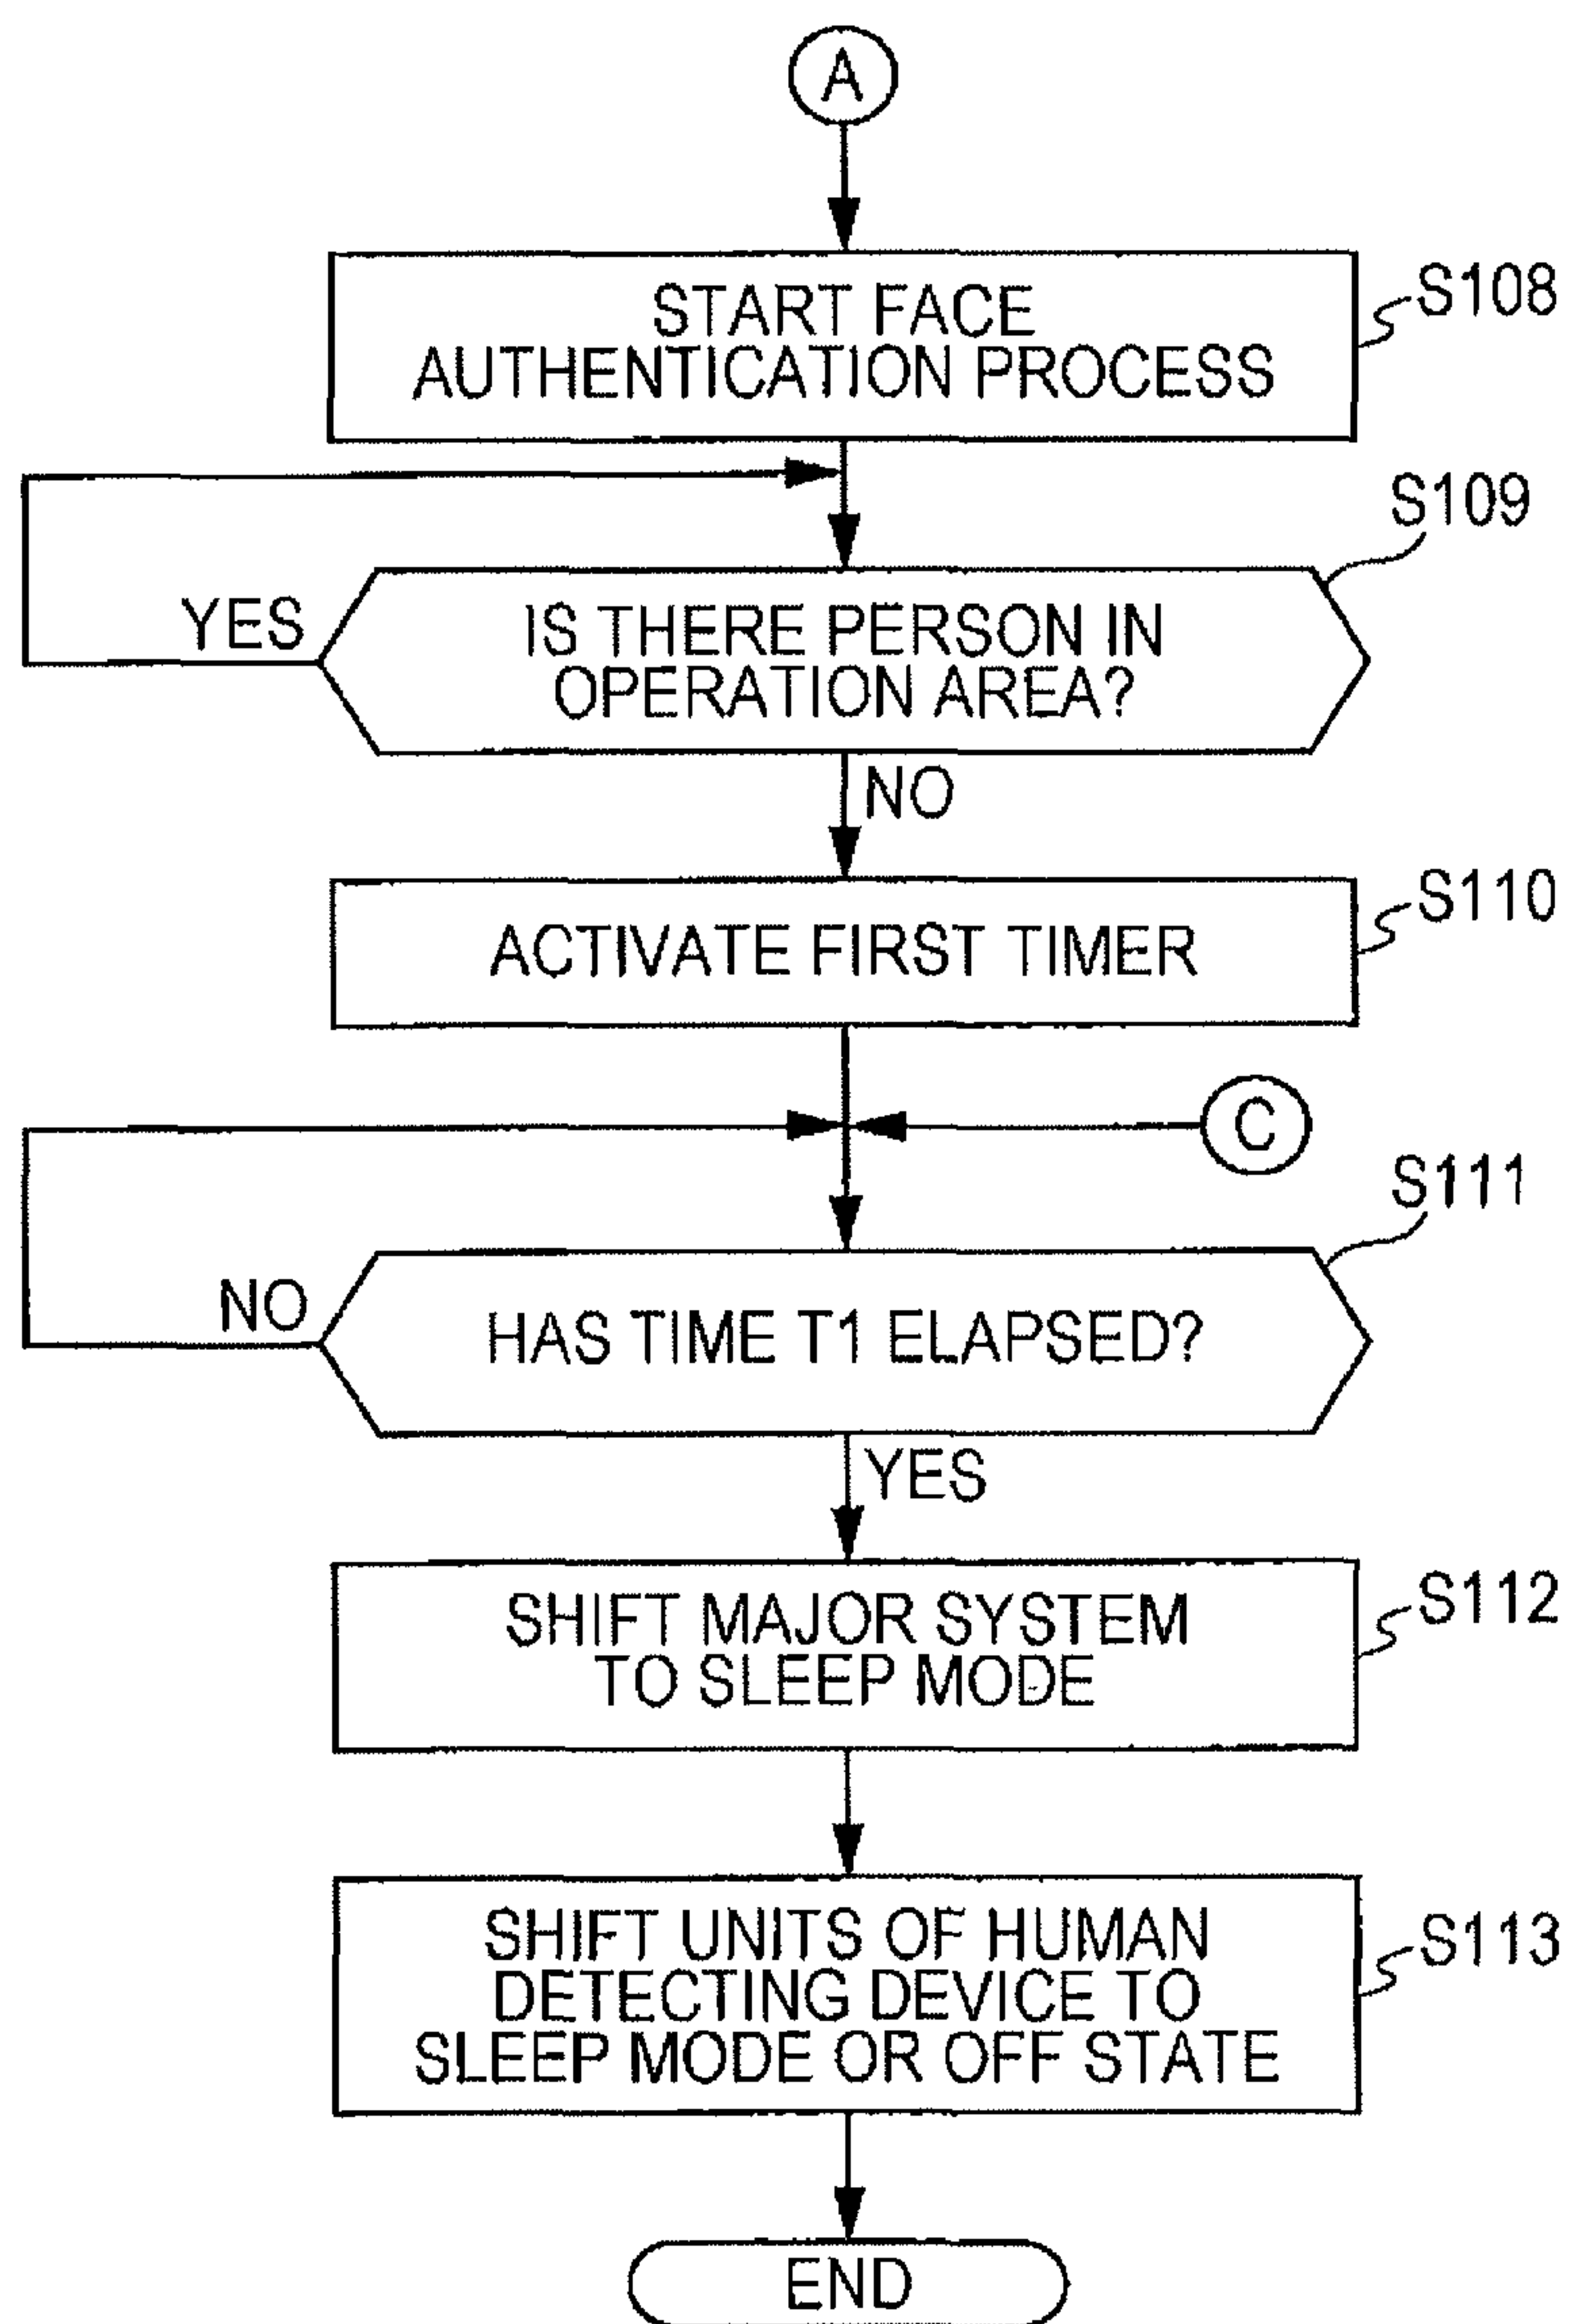 A
START FACE
AUTHENTICATION PROCESS
S108
S109
YES
IS THERE PERSON IN
OPERATION AREA?
NO
ACTIVATE FIRST TIMER
S110
C
S111
NO
HAS TIME T1 ELAPSED?
YES
SHIFT MAJOR SYSTEM
TO SLEEP MODE
S112
SHIFT UNITS OF HUMAN
DETECTING DEVICE TO
SLEEP MODE OR OFF STATE
S113
END